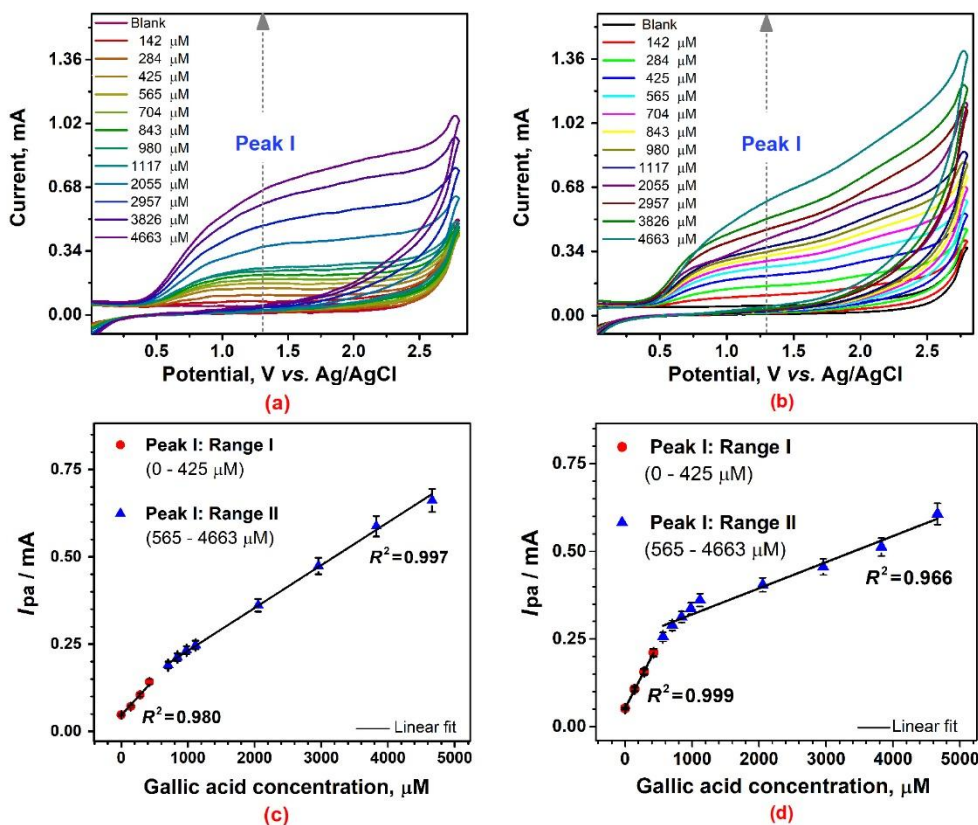 Blank
142 μM
284 μM
425 μM
565 μM
704 μM
843 μM
980 μM
1117 μM
2055 μM
2957 μM
3826 μM
4663 μM
Peak I
1.36
1.02
0.68
0.34
0.00
Current, mA
0.5 1.0 1.5 2.0 2.5
Potential, V vs. Ag/AgCl
(a)
Blank
142 μM
284 μM
425 μM
565 μM
704 μM
843 μM
980 μM
1117 μM
2055 μM
2957 μM
3826 μM
4663 μM
Peak I
1.36
1.02
0.68
0.34
0.00
Current, mA
0.5 1.0 1.5 2.0 2.5
Potential, V vs. Ag/AgCl
(b)
Peak I: Range I
(0 - 425 μM)
Peak I: Range II
(565 - 4663 μM)
R²=0.997
R²=0.980
Linear fit
0.75
0.50
0.25
0.00
Ipa / mA
0 1000 2000 3000 4000 5000
Gallic acid concentration, μM
(c)
Peak I: Range I
(0 - 425 μM)
Peak I: Range II
(565 - 4663 μM)
R²=0.966
R²=0.999
Linear fit
0.75
0.50
0.25
0.00
Ipa / mA
0 1000 2000 3000 4000 5000
Gallic acid concentration, μM
(d)